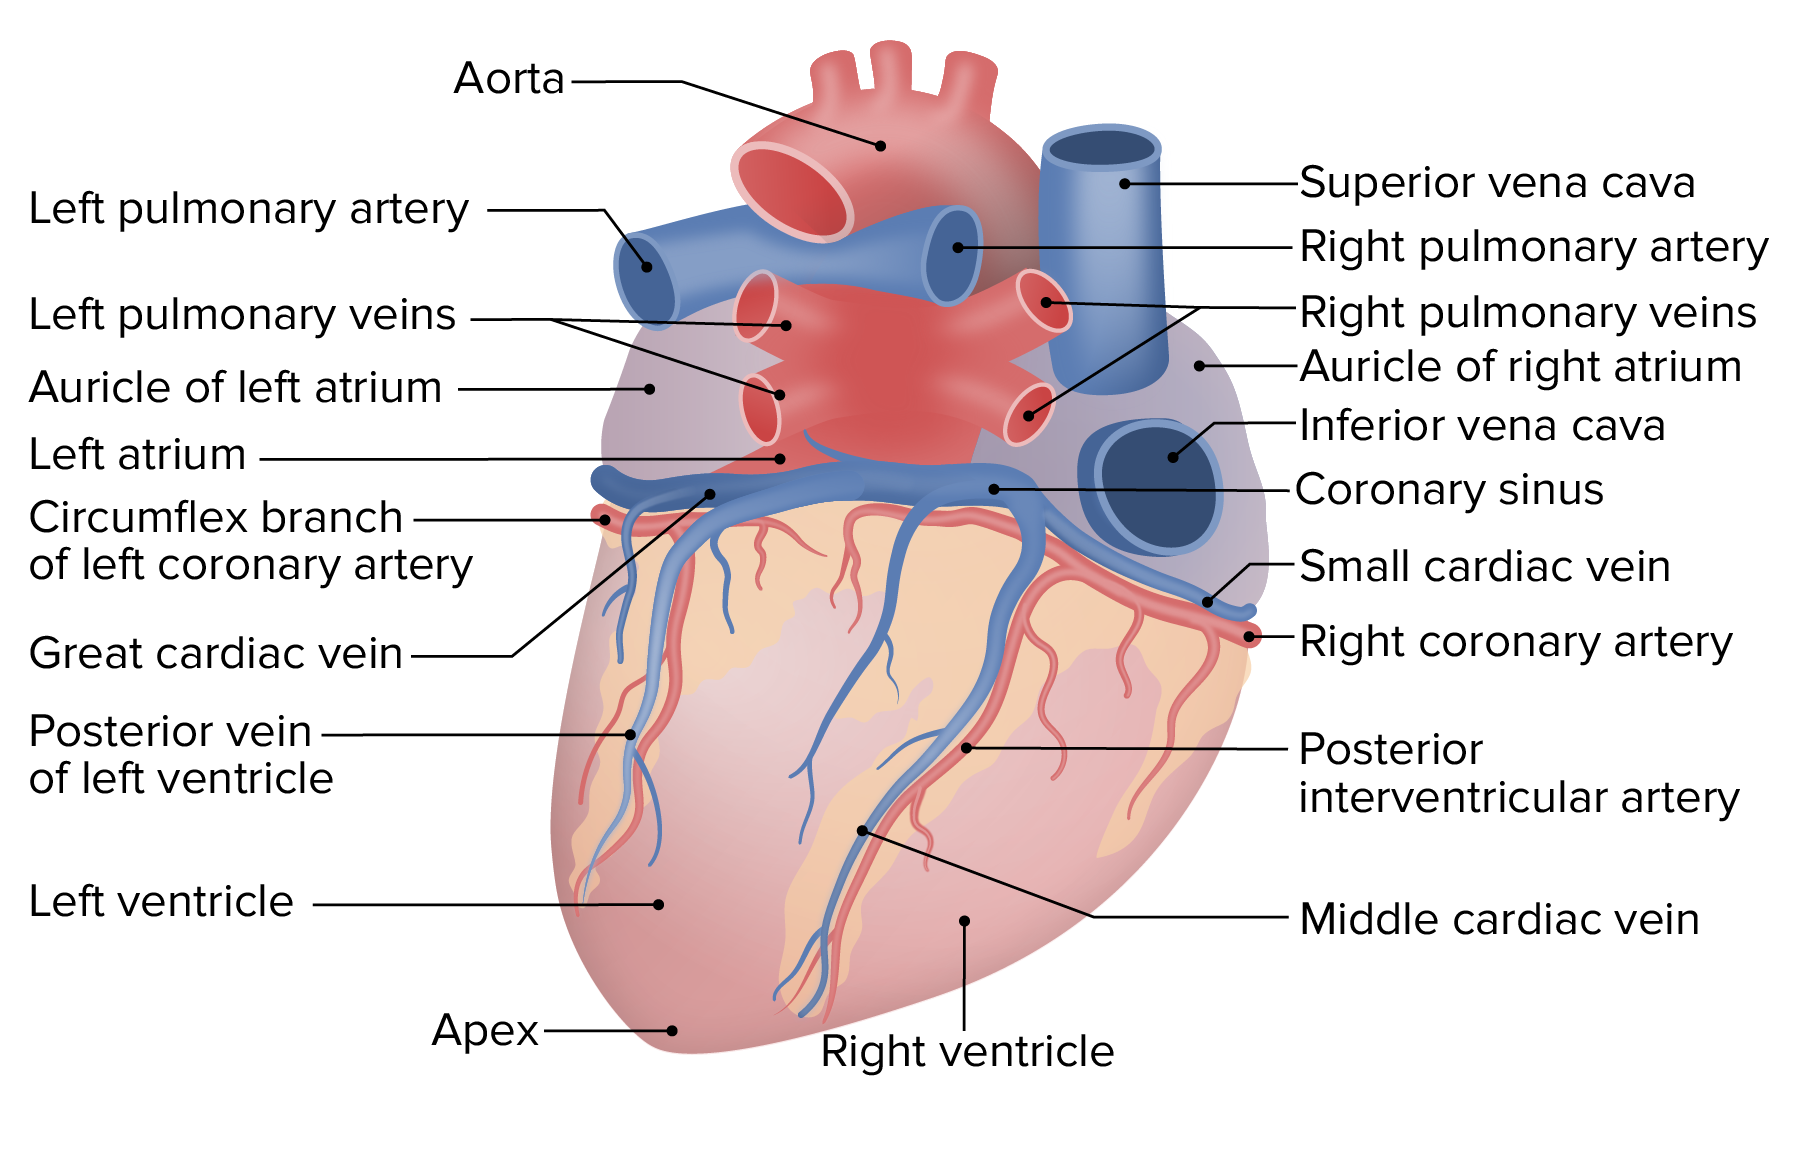 Aorta
Left pulmonary artery
Left pulmonary veins
Auricle of left atrium
Left atrium
Circumflex branch
of left coronary artery
Great cardiac vein
Posterior vein
of left ventricle
Left ventricle
Apex
Superior vena cava
Right pulmonary artery
Right pulmonary veins
Auricle of right atrium
Inferior vena cava
Coronary sinus
Small cardiac vein
Right coronary artery
Posterior
interventricular artery
Middle cardiac vein
Right ventricle